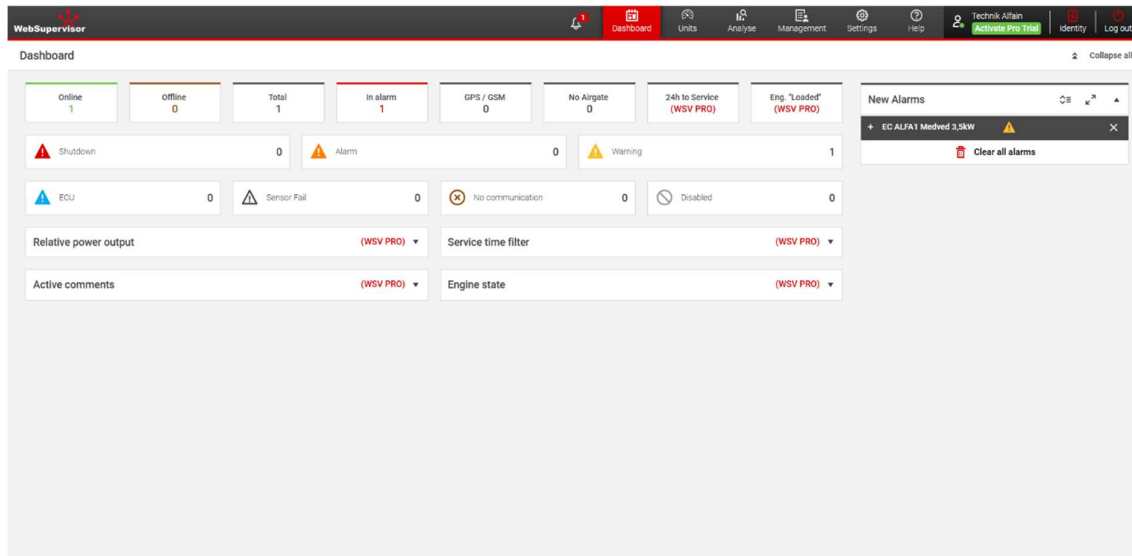 WebSupervisor
1
Dashboard
Units
Analyse
Management
Settings
Help
Technik Alfain
Activate Pro Trial
Identity
Log out
Dashboard
Collapse all
Online
1
Offline
0
Total
1
In alarm
1
GPS / GSM
0
No Airgate
0
24h to Service
(WSV PRO)
Eng. "Loaded"
(WSV PRO)
New Alarms
+ EC ALFA1 Medved 3,5kW
Clear all alarms
Shutdown 0
Alarm 0
Warning 1
ECU 0
Sensor Fail 0
No communication 0
Disabled 0
Relative power output (WSV PRO)
Service time filter (WSV PRO)
Active comments (WSV PRO)
Engine state (WSV PRO)